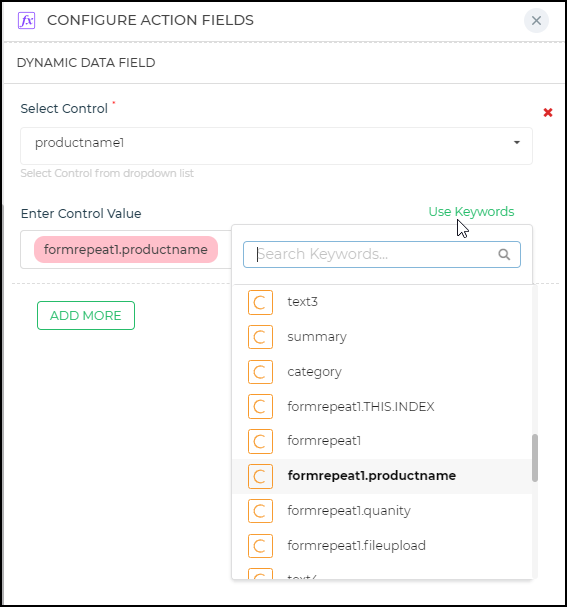 fx CONFIGURE ACTION FIELDS
DYNAMIC DATA FIELD
Select Control *
productname1
Select Control from dropdown list
Enter Control Value
Use Keywords
formrepeat1.productname
Search Keywords...
C text3
C summary
C category
C formrepeat1.THIS.INDEX
C formrepeat1
C formrepeat1.productname
C formrepeat1.quanity
C formrepeat1.fileupload
ADD MORE